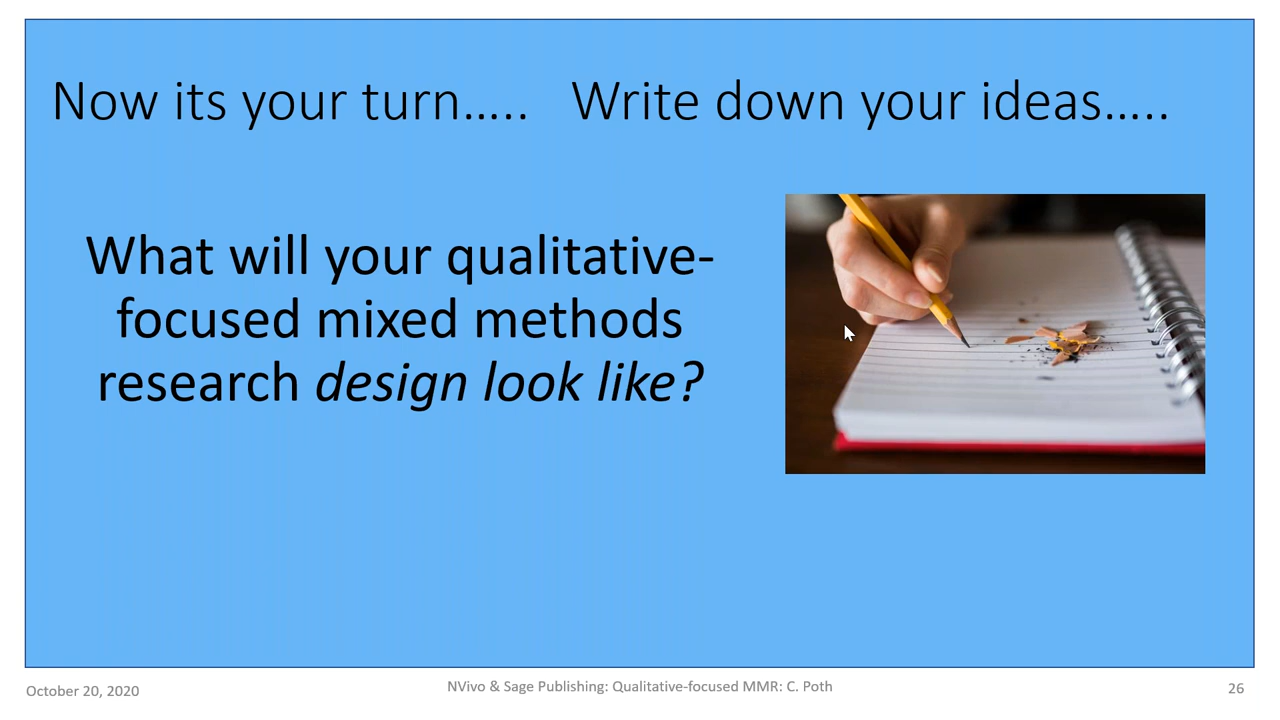 Now its your turn….. Write down your ideas…..
What will your qualitative-
focused mixed methods
research design look like?
October 20, 2020
NVivo & Sage Publishing: Qualitative-focused MMR: C. Poth
26